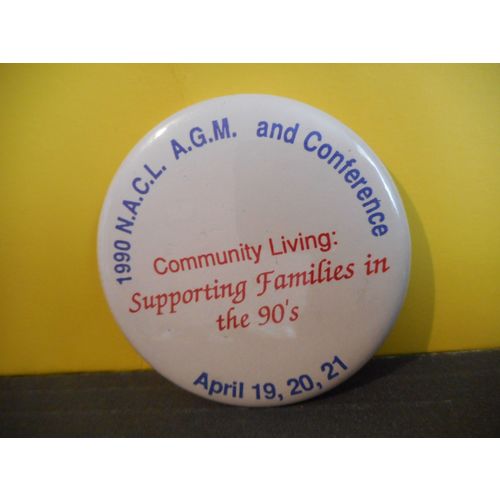 1990 N.A.C.L. A.G.M. and Conference
Community Living:
Supporting Families in
the 90's
April 19, 20, 21